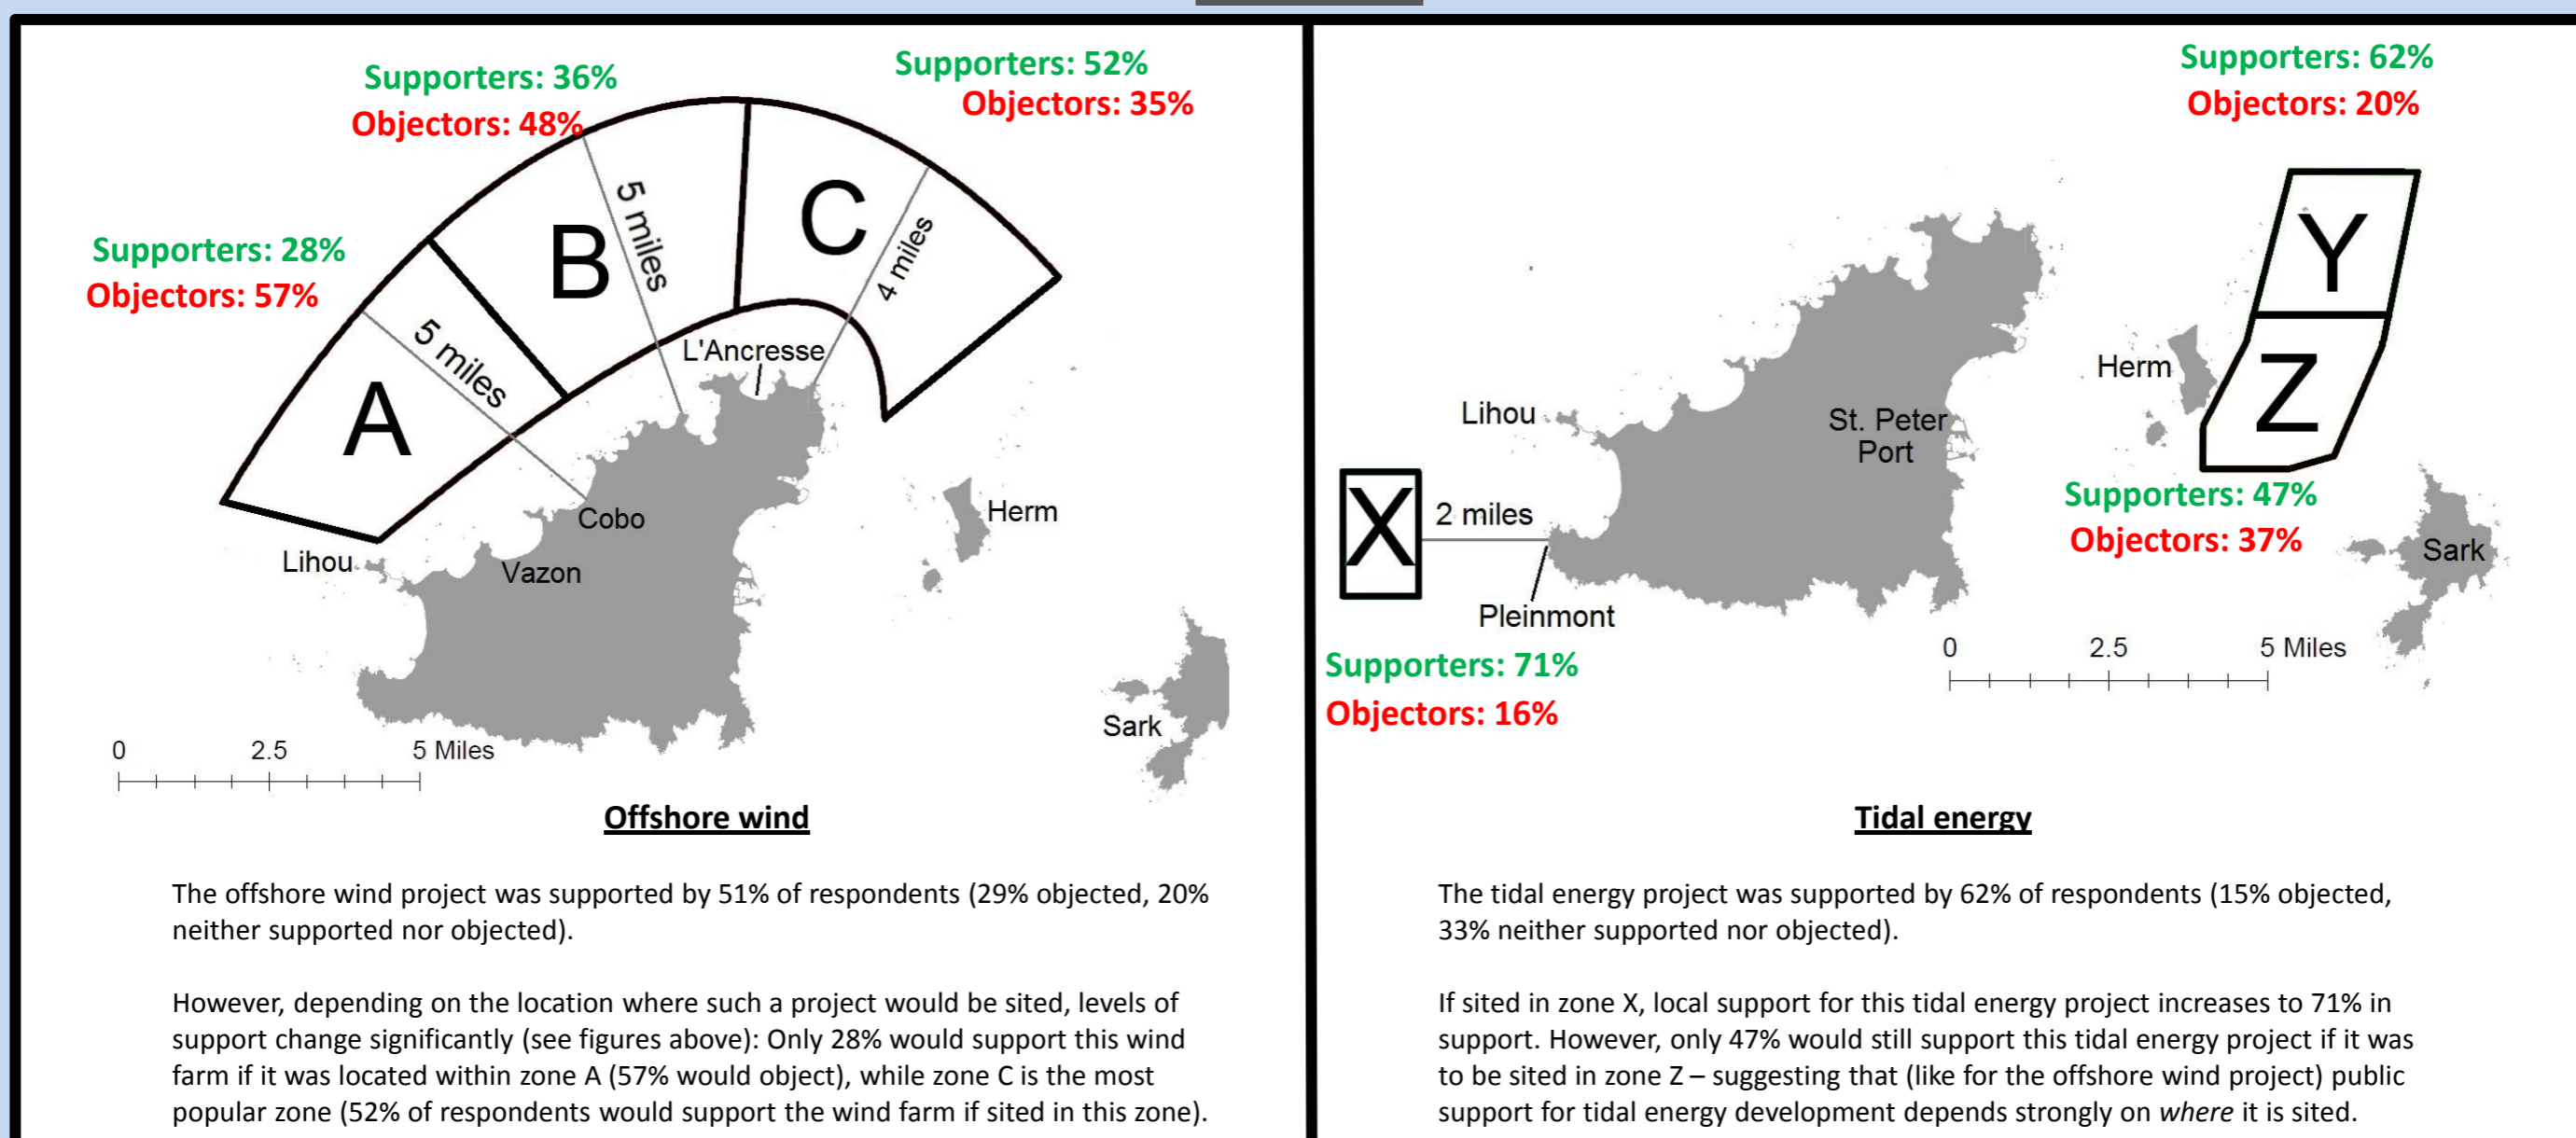 Supporters: 36%
Objectors: 48%
Supporters: 52%
Objectors: 35%
Supporters: 28%
Objectors: 57%
A
B
C
5 miles
5 miles
4 miles
L'Ancresse
Cobo
Vazon
Lihou
Herm
Sark
0 2.5 5 Miles
Offshore wind
The offshore wind project was supported by 51% of respondents (29% objected, 20%
neither supported nor objected).
However, depending on the location where such a project would be sited, levels of
support change significantly (see figures above): Only 28% would support this wind
farm if it was located within zone A (57% would object), while zone C is the most
popular zone (52% of respondents would support the wind farm if sited in this zone).
Supporters: 62%
Objectors: 20%
Y
Z
Herm
Lihou
St. Peter
Port
X
2 miles
Pleinmont
Supporters: 47%
Objectors: 37%
Sark
Supporters: 71%
Objectors: 16%
0 2.5 5 Miles
Tidal energy
The tidal energy project was supported by 62% of respondents (15% objected,
33% neither supported nor objected).
If sited in zone X, local support for this tidal energy project increases to 71% in
support. However, only 47% would still support this tidal energy project if it was
to be sited in zone Z – suggesting that (like for the offshore wind project) public
support for tidal energy development depends strongly on where it is sited.